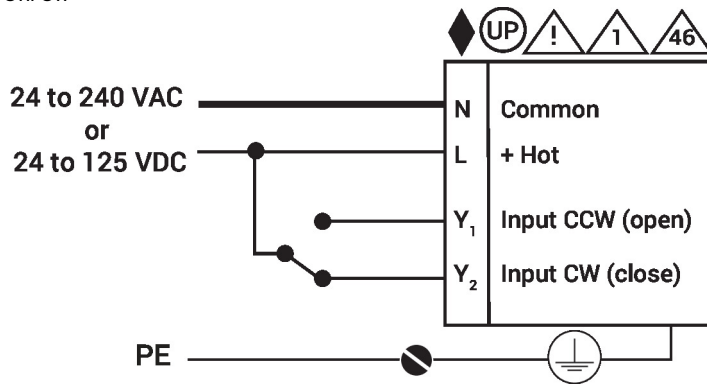 UP ! 1 46
24 to 240 VAC
or
24 to 125 VDC
N Common
L + Hot
Y₁ Input CCW (open)
Y₂ Input CW (close)
PE